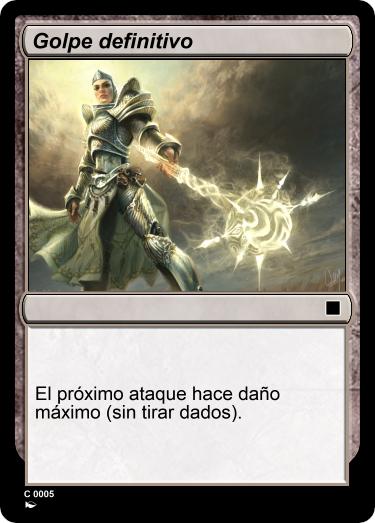 Golpe definitivo
El próximo ataque hace daño
máximo (sin tirar dados).
C 0005